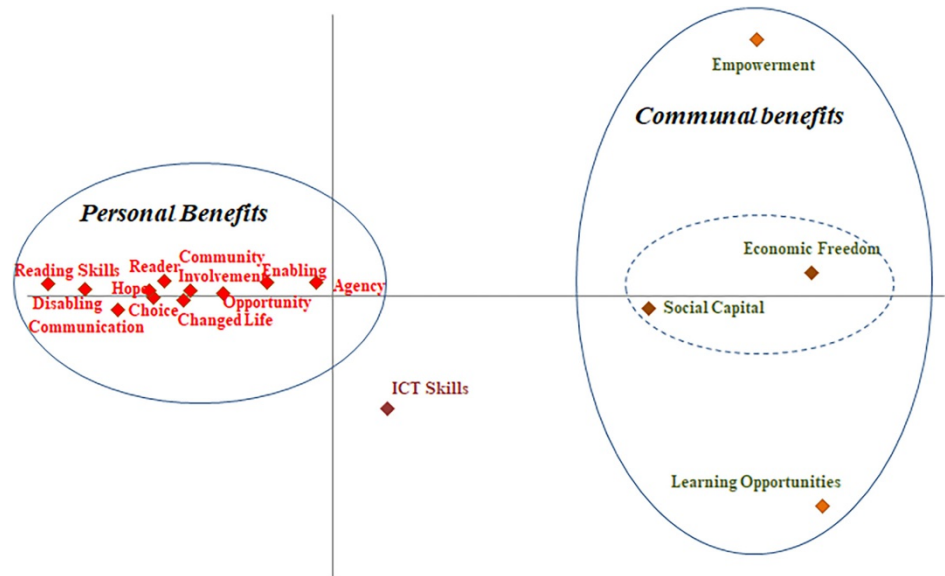 Empowerment
Communal benefits
Personal Benefits
Economic Freedom
Social Capital
Community
Involvement
Reading Skills
Reader
Enabling
Hope
Agency
Disabling
Choice
Opportunity
Communication
Changed Life
ICT Skills
Learning Opportunities